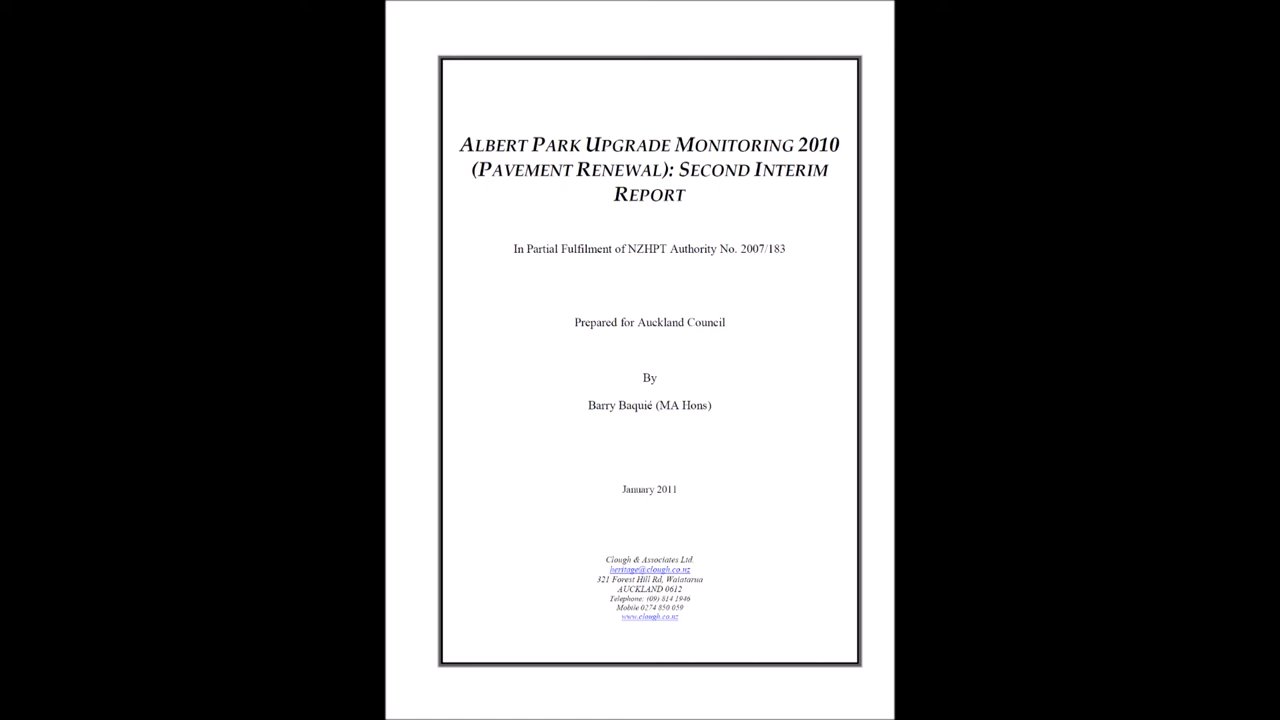 ALBERT PARK UPGRADE MONITORING 2010
(PAVEMENT RENEWAL): SECOND INTERIM
REPORT
In Partial Fulfilment of NZHPT Authority No. 2007/183
Prepared for Auckland Council
By
Barry Baquié (MA Hons)
January 2011
Clough & Associates Ltd.
heritage@clough.co.nz
321 Forest Hill Rd, Waiatarua
AUCKLAND 0612
Telephone: (09) 814 1946
Mobile 0274 850 059
www.clough.co.nz